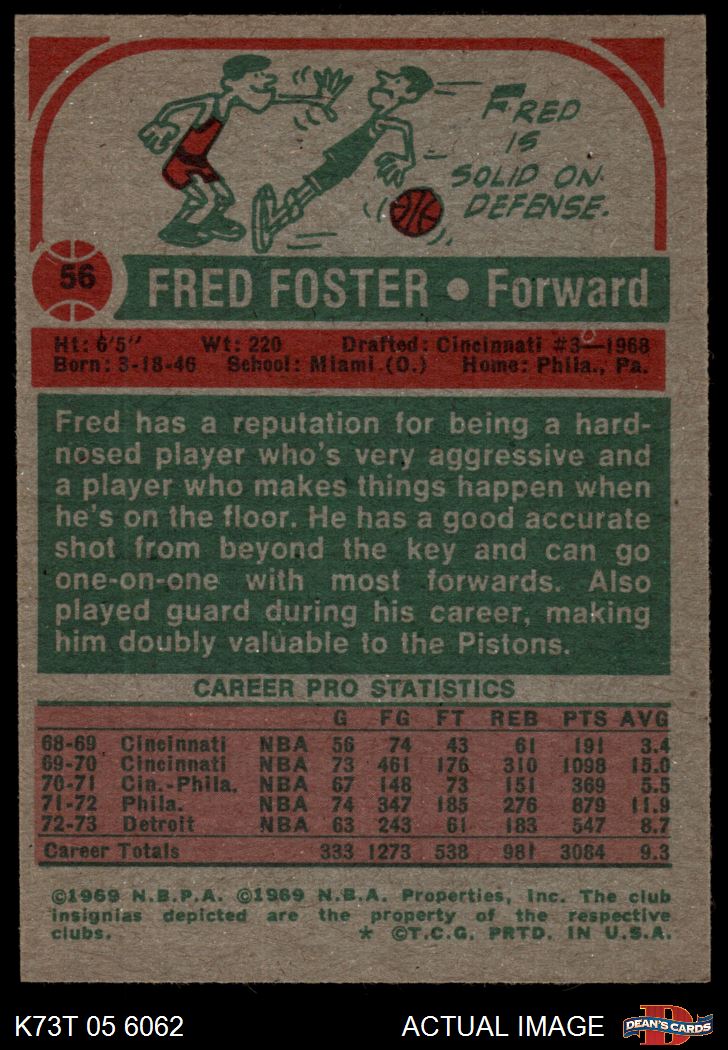 FRED
IS
SOLID ON
DEFENSE.
56
FRED FOSTER • Forward
Ht: 6'5" Wt: 220 Drafted: Cincinnati #3—1968
Born: 3-18-46 School: Miami (O.) Home: Phila., Pa.
Fred has a reputation for being a hard-
nosed player who's very aggressive and
a player who makes things happen when
he's on the floor. He has a good accurate
shot from beyond the key and can go
one-on-one with most forwards. Also
played guard during his career, making
him doubly valuable to the Pistons.
CAREER PRO STATISTICS
G FG FT REB PTS AVG
68-69 Cincinnati NBA 56 74 43 61 191 3.4
69-70 Cincinnati NBA 73 461 176 310 1098 15.0
70-71 Cin.-Phila. NBA 67 148 73 151 369 5.5
71-72 Phila. NBA 74 347 185 276 879 11.9
72-73 Detroit NBA 63 243 61 183 547 8.7
Career Totals 333 1273 538 981 3084 9.3
©1969 N.B.P.A. ©1969 N.B.A. Properties, Inc. The club
insignias depicted are the property of the respective
clubs. * ©T.C.G. PRTD. IN U.S.A.
K73T 05 6062 ACTUAL IMAGE D DEAN'S CARDS